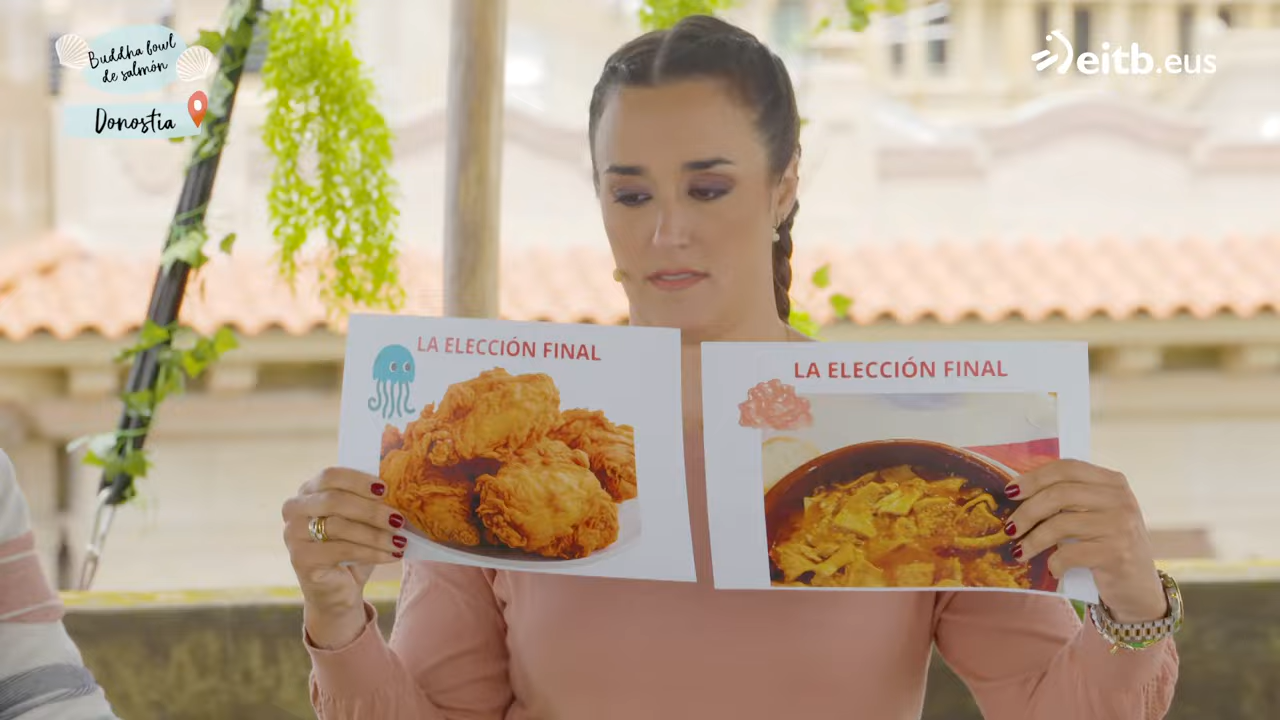 Buddha bowl
de salmón
Donostia
eitb.eus
LA ELECCIÓN FINAL
LA ELECCIÓN FINAL